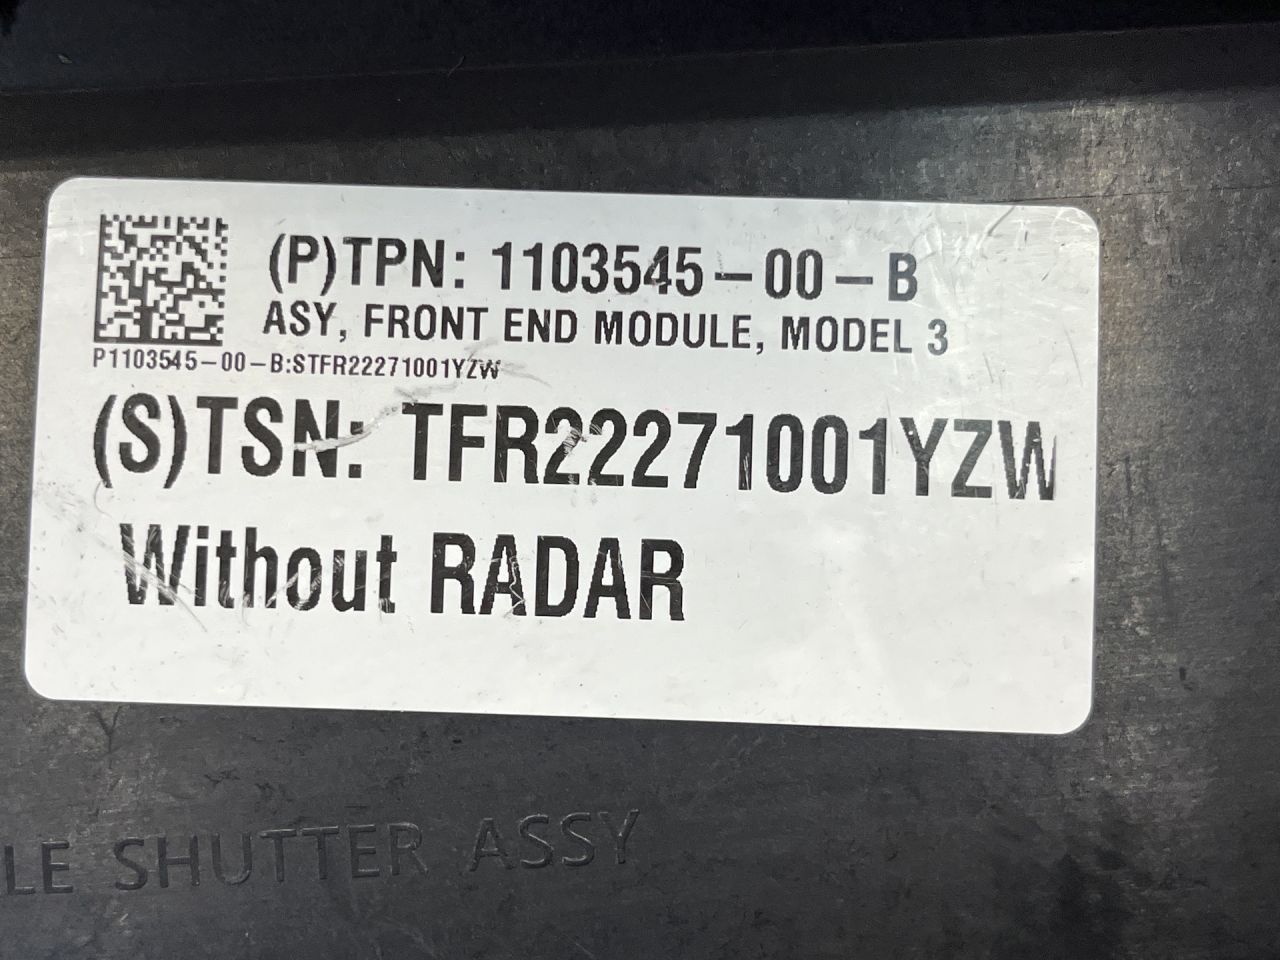 (P)TPN: 1103545-00-B
ASY, FRONT END MODULE, MODEL 3
P1103545-00-B:STFR22271001YZW
(S)TSN: TFR22271001YZW
Without RADAR
LE SHUTTER ASSY